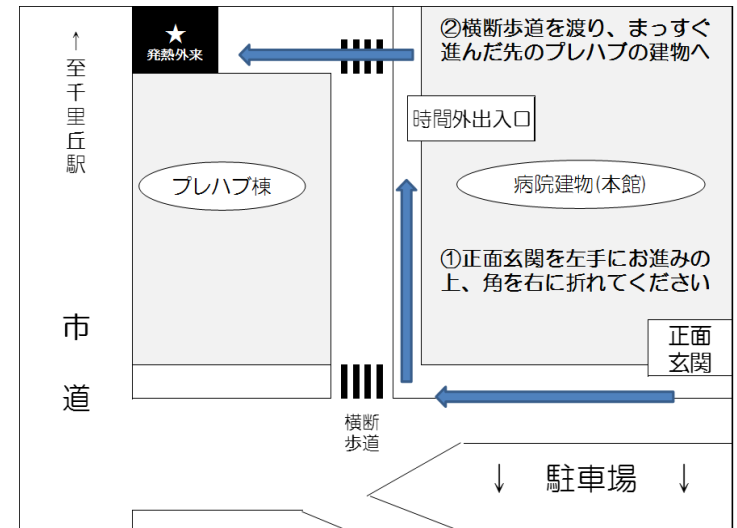 ↑至千里丘駅
★
発熱外来
②横断歩道を渡り、まっすぐ
進んだ先のプレハブの建物へ
時間外出入口
プレハブ棟
病院建物(本館)
①正面玄関を左手にお進みの
上、角を右に折れてください
市道
正面
玄関
横断
歩道
↓ 駐車場 ↓